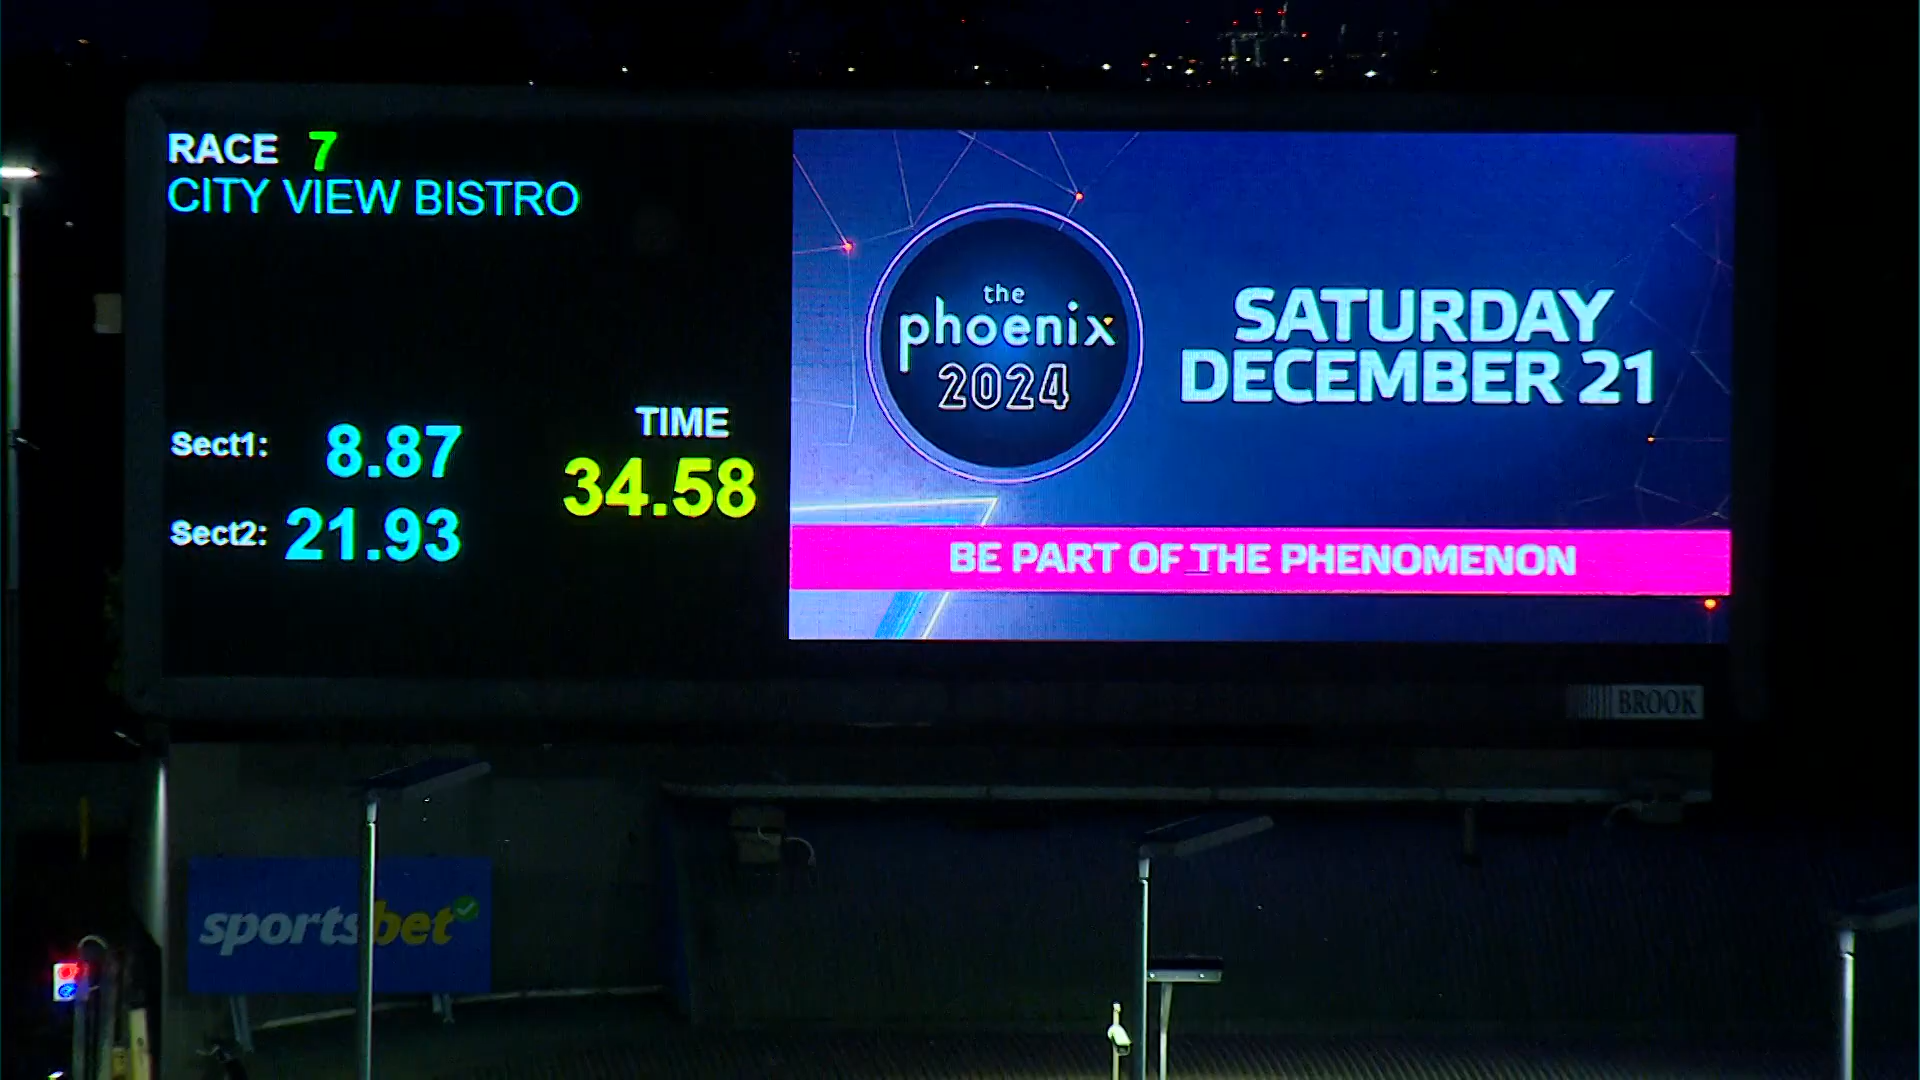 RACE 7
CITY VIEW BISTRO
Sect1: 8.87
Sect2: 21.93
TIME
34.58
the
phoenix
2024
SATURDAY
DECEMBER 21
BE PART OF THE PHENOMENON
BROOK
sportsbet